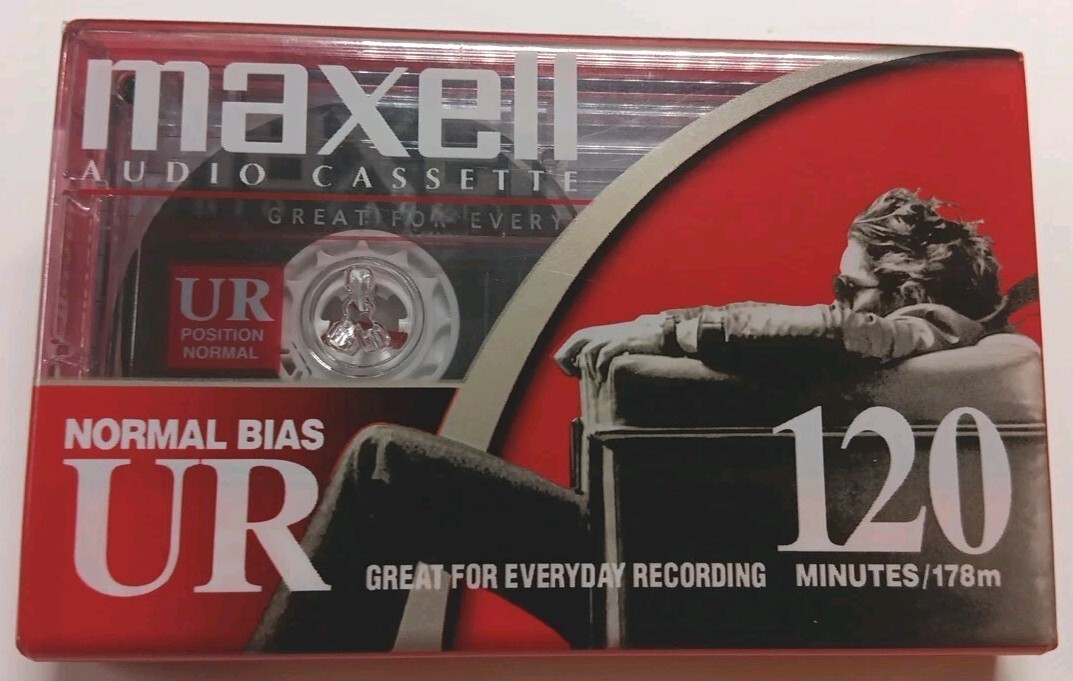 maxell
AUDIO CASSETTE
GREAT FOR EVERY
UR
POSITION
NORMAL
NORMAL BIAS
UR
120
GREAT FOR EVERYDAY RECORDING
MINUTES/178m